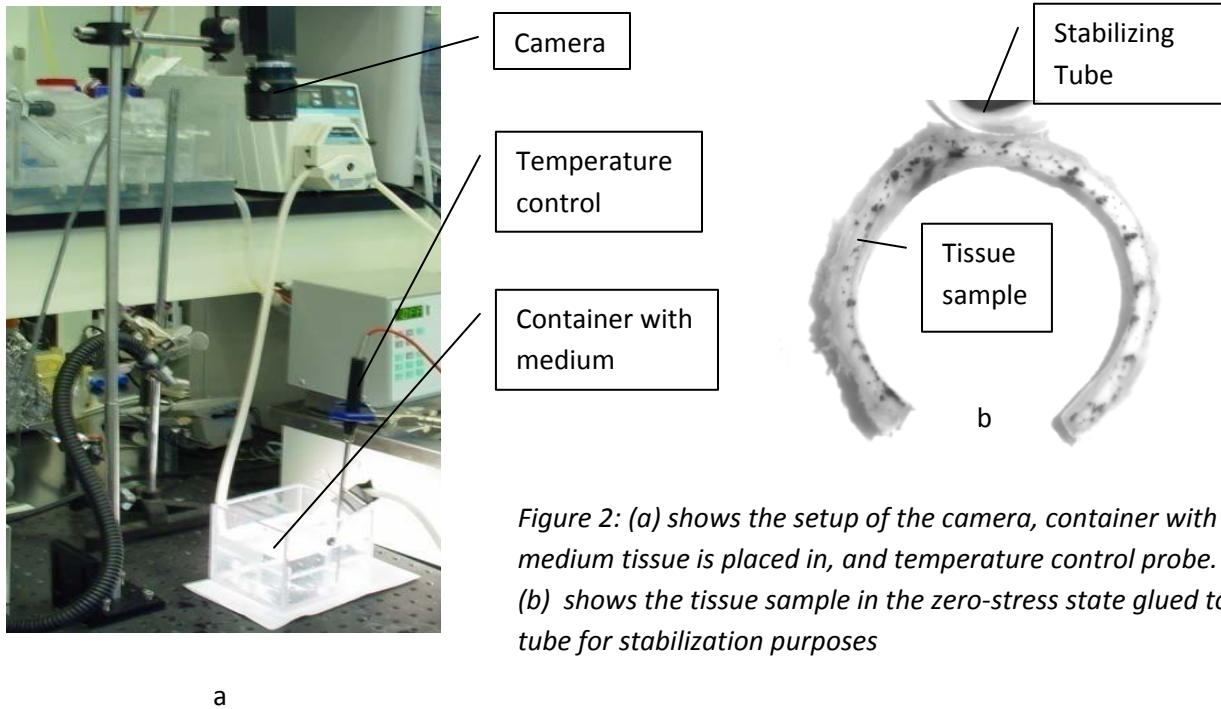 Camera
Temperature
control
Container with
medium
Stabilizing
Tube
Tissue
sample
b
Figure 2: (a) shows the setup of the camera, container with
medium tissue is placed in, and temperature control probe.
(b) shows the tissue sample in the zero-stress state glued to
tube for stabilization purposes
a